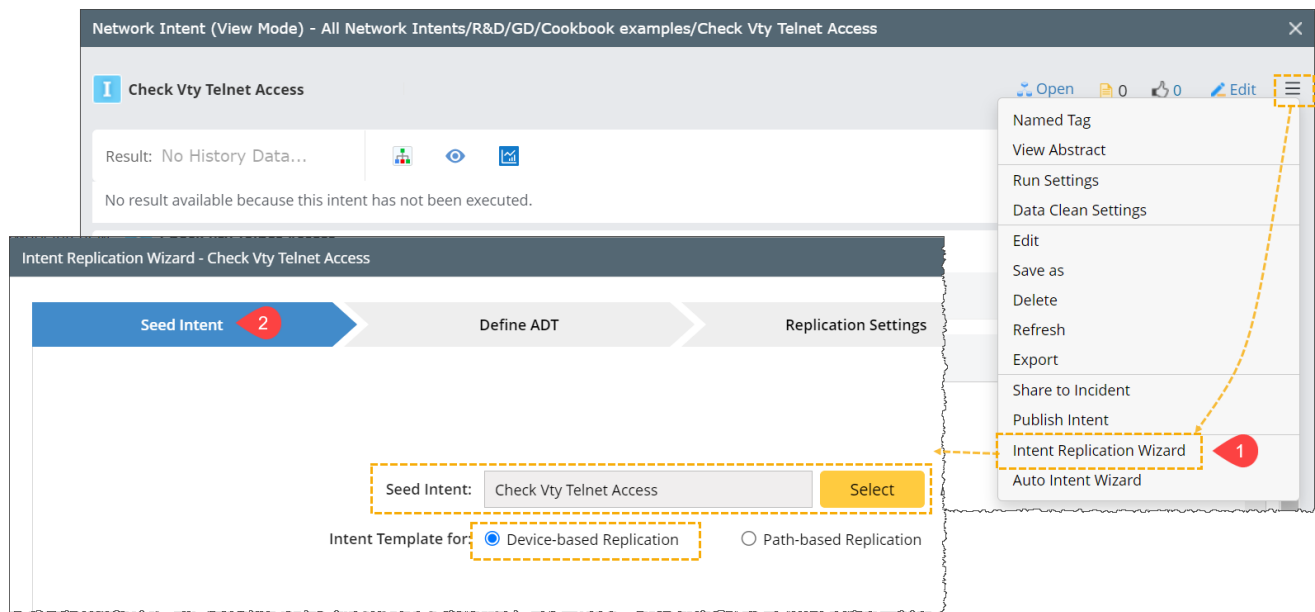 Network Intent (View Mode) - All Network Intents/R&D/GD/Cookbook examples/Check Vty Telnet Access
I Check Vty Telnet Access
Open 0 0 Edit
Result: No History Data...
No result available because this intent has not been executed.
Named Tag
View Abstract
Run Settings
Data Clean Settings
Edit
Save as
Delete
Refresh
Export
Share to Incident
Publish Intent
Intent Replication Wizard 1
Auto Intent Wizard
Intent Replication Wizard - Check Vty Telnet Access
Seed Intent 2 Define ADT Replication Settings
Seed Intent: Check Vty Telnet Access Select
Intent Template for: Device-based Replication Path-based Replication